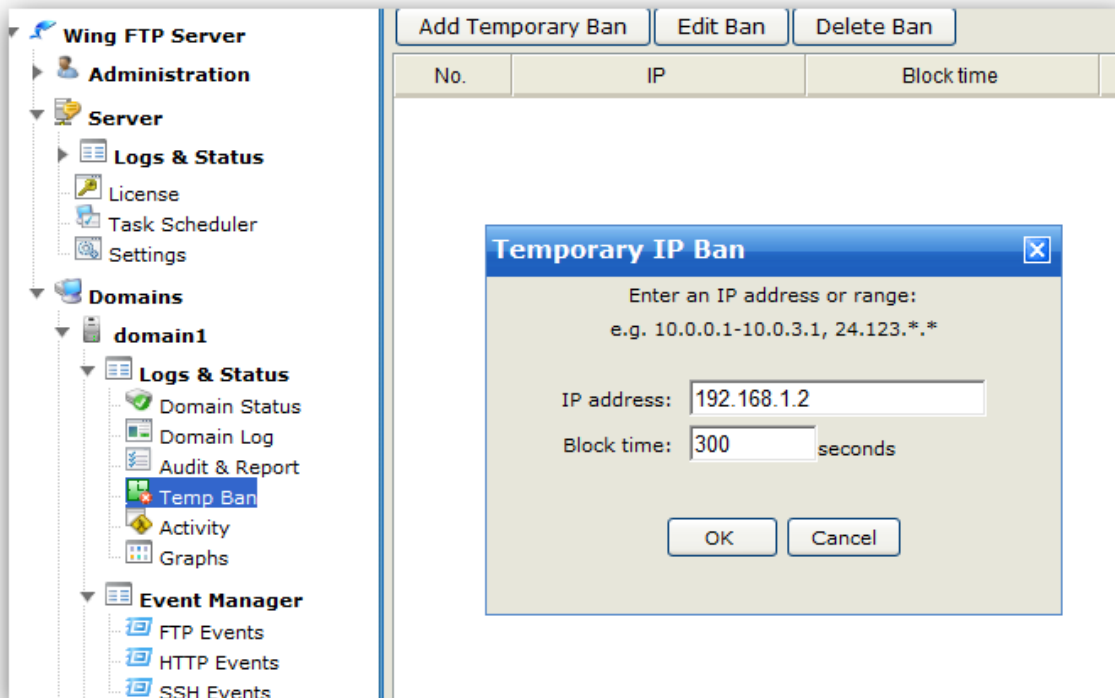 Wing FTP Server
Administration
Server
Logs & Status
License
Task Scheduler
Settings
Domains
domain1
Logs & Status
Domain Status
Domain Log
Audit & Report
Temp Ban
Activity
Graphs
Event Manager
FTP Events
HTTP Events
SSH Events
Add Temporary Ban Edit Ban Delete Ban
No. IP Block time
Temporary IP Ban
Enter an IP address or range:
e.g. 10.0.0.1-10.0.3.1, 24.123.*.*
IP address: 192.168.1.2
Block time: 300 seconds
OK Cancel